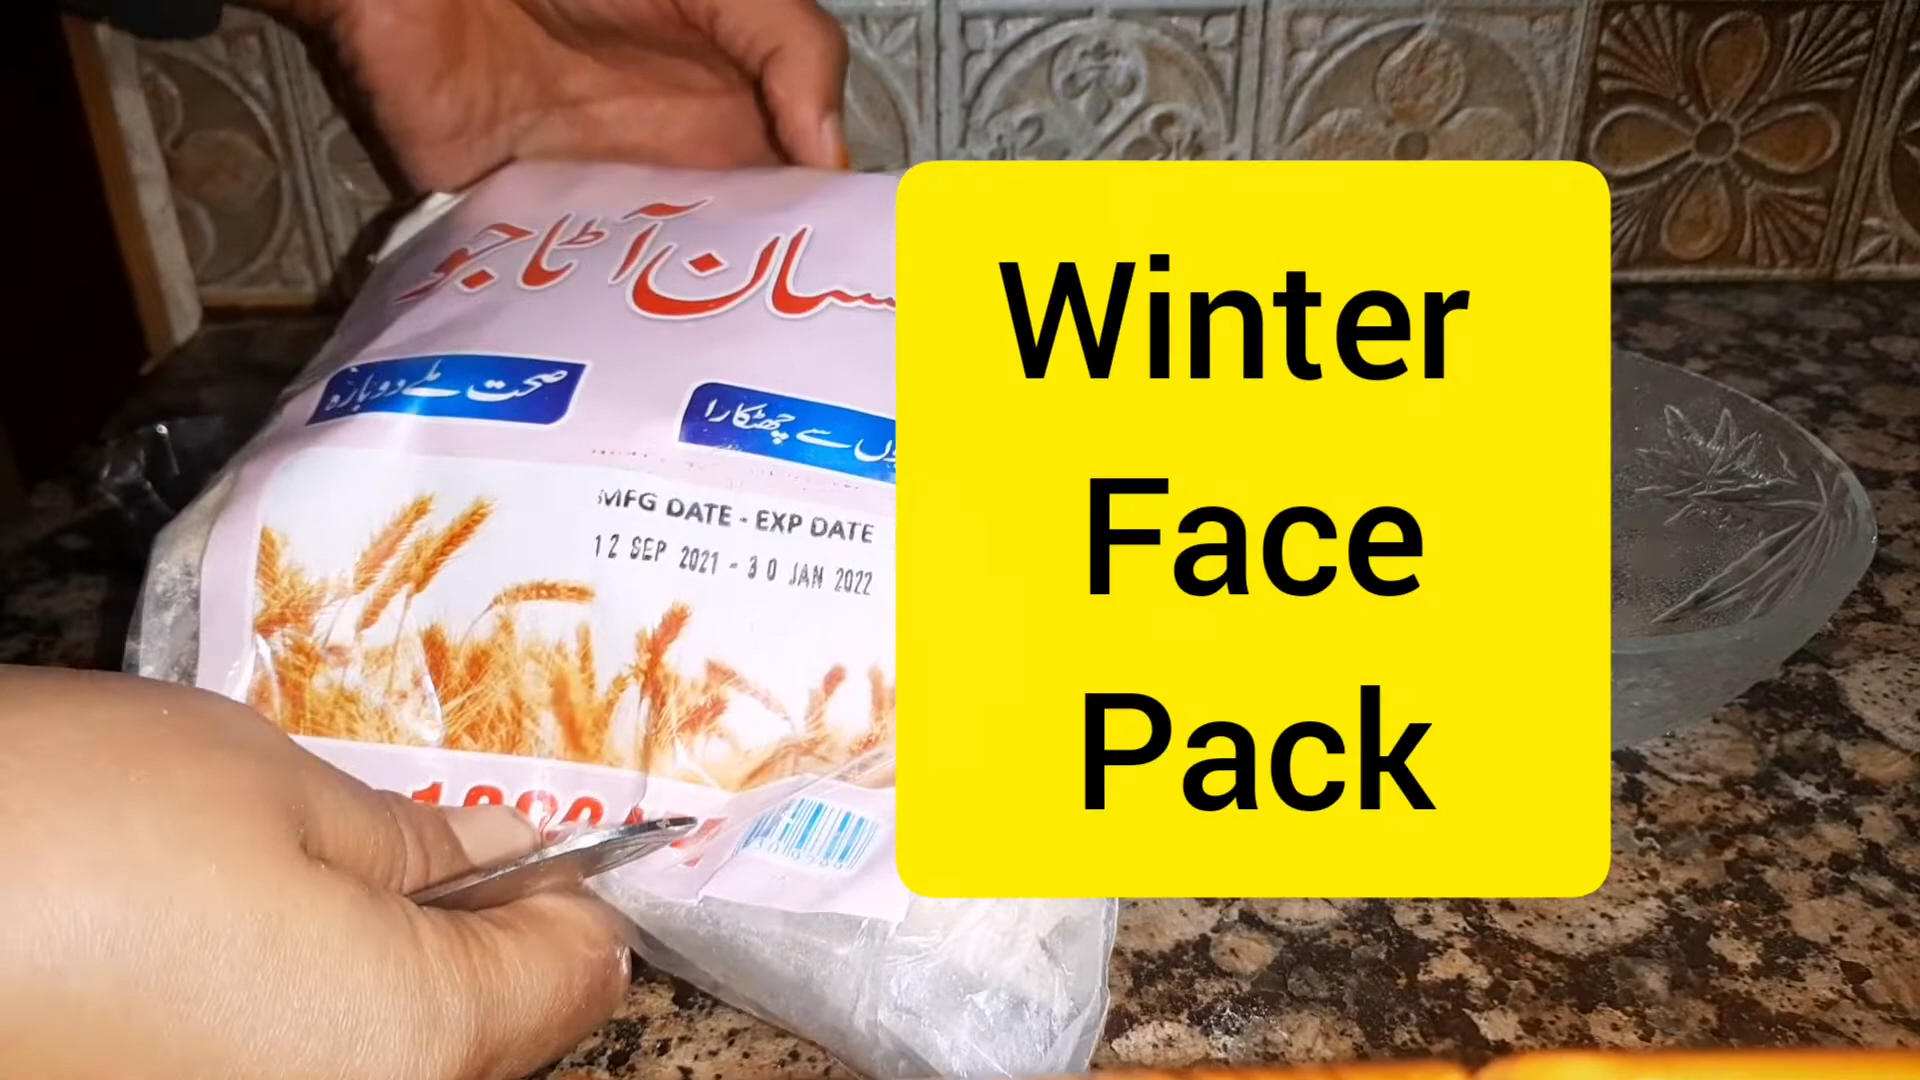 آٹا جو
صحت ملے دوبارہ
سے چھٹکارا
MFG DATE - EXP DATE
12 SEP 2021 - 30 JAN 2022
Winter
Face
Pack